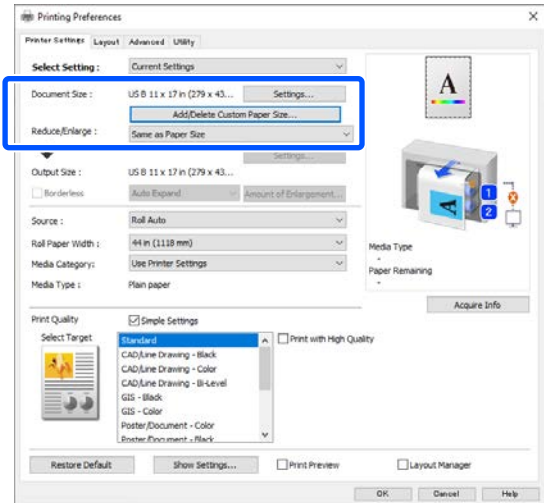 Printing Preferences
Printer Settings Layout Advanced Utility
Select Setting : Current Settings
Document Size : US B 11 x 17 in (279 x 43... Settings...
Add/Delete Custom Paper Size...
Reduce/Enlarge : Same as Paper Size
Settings...
Output Size : US B 11 x 17 in (279 x 43...
Borderless Auto Expand Amount of Enlargement...
Source : Roll Auto
Roll Paper Width : 44 in (1118 mm)
Media Category: Use Printer Settings
Media Type : Plain paper
A
A
1
2
Media Type
-
Paper Remaining
-
Acquire Info
Print Quality Simple Settings
Select Target
Standard
CAD/Line Drawing - Black
CAD/Line Drawing - Color
CAD/Line Drawing - Bi-Level
GIS - Black
GIS - Color
Poster/Document - Color
Poster/Document - Black
Print with High Quality
Restore Default Show Settings... Print Preview Layout Manager
OK Cancel Help